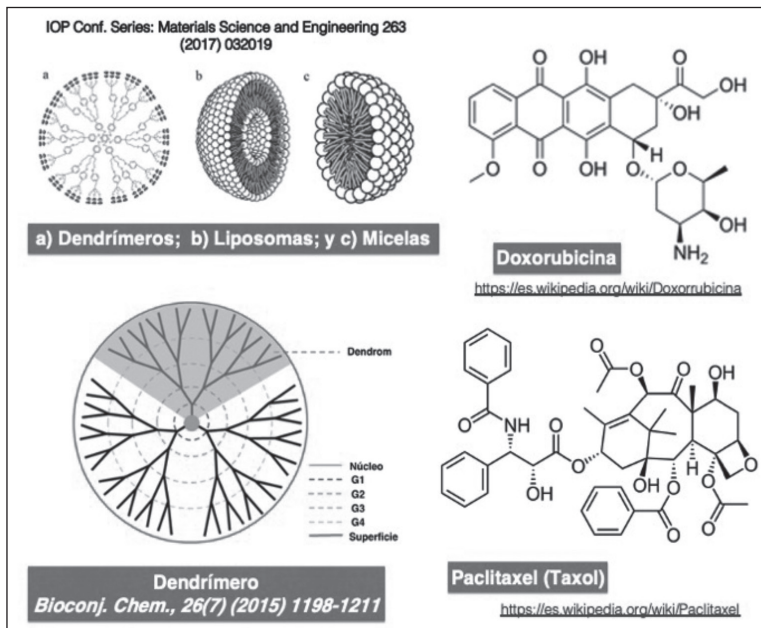 IOP Conf. Series: Materials Science and Engineering 263
(2017) 032019
a
b
c
a) Dendrímeros; b) Liposomas; y c) Micelas
O
OH
O
OH
OH
O
O
OH
H
O
O
OH
NH₂
Doxorubicina
https://es.wikipedia.org/wiki/Doxorrubicina
Dendrom
Núcleo
G1
G2
G3
G4
Superficie
Dendrímero
Bioconj. Chem., 26(7) (2015) 1198-1211
O
O
O
OH
O
NH
O
O
OH
OH
O
H
O
O
O
O
O
Paclitaxel (Taxol)
https://es.wikipedia.org/wiki/Paclitaxel